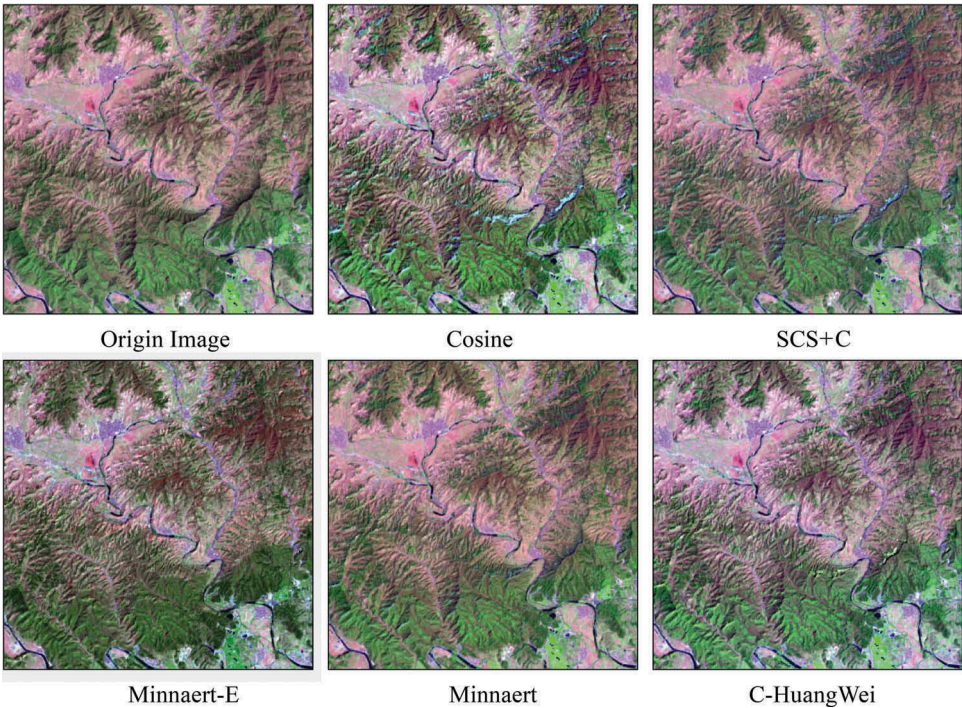 Origin Image
Cosine
SCS+C
Minnaert-E
Minnaert
C-HuangWei